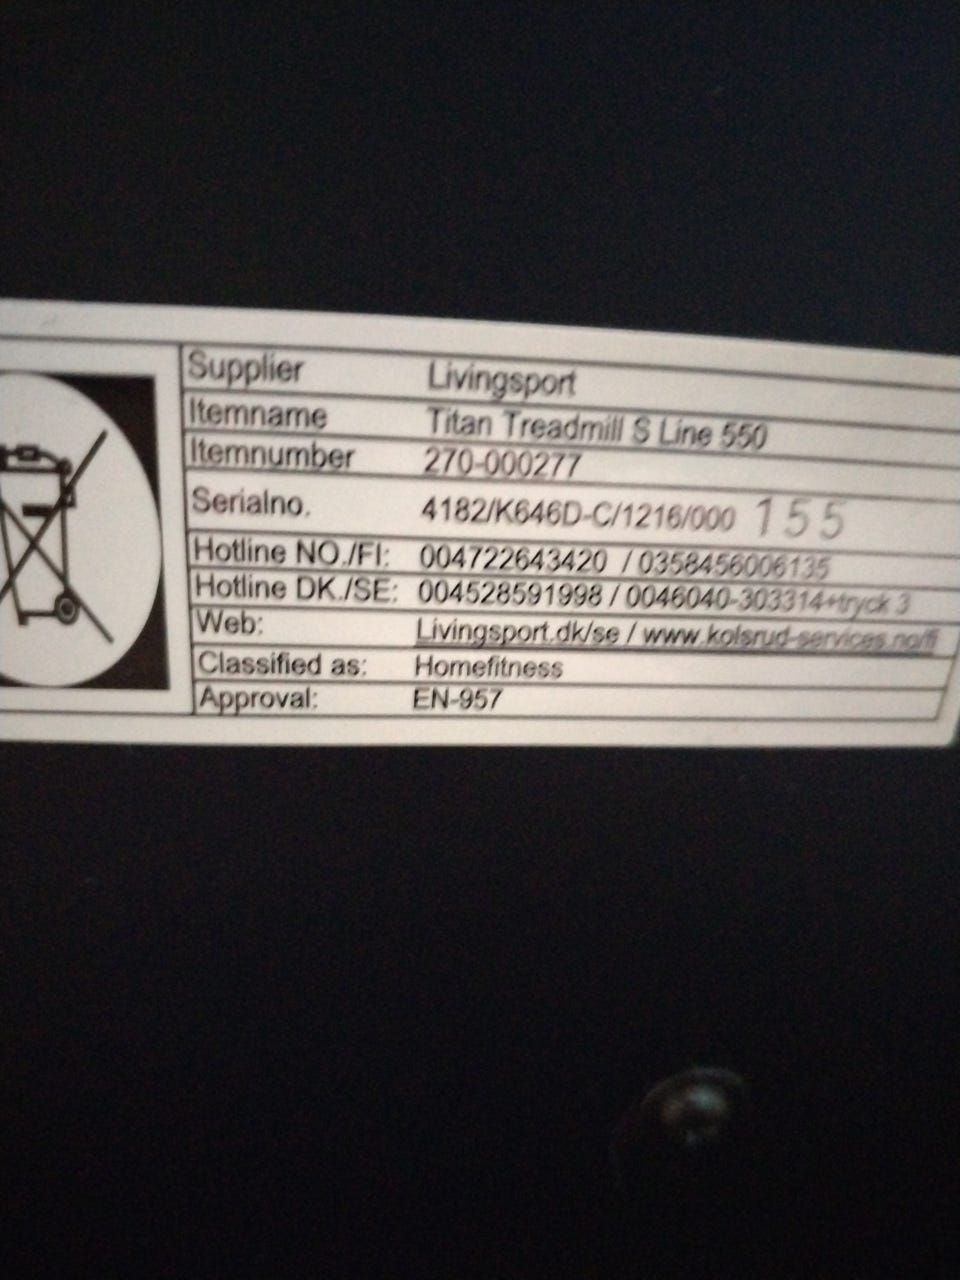 Supplier Livingsport
Itemname Titan Treadmill S Line 550
Itemnumber 270-000277
Serialno. 4182/K646D-C/1216/000 155
Hotline NO./FI: 004722643420 / 0358456006135
Hotline DK./SE: 004528591998 / 0046040-303314+tryck 3
Web: Livingsport.dk/se / www.kolsrud-services.no/fi
Classified as: Homefitness
Approval: EN-957